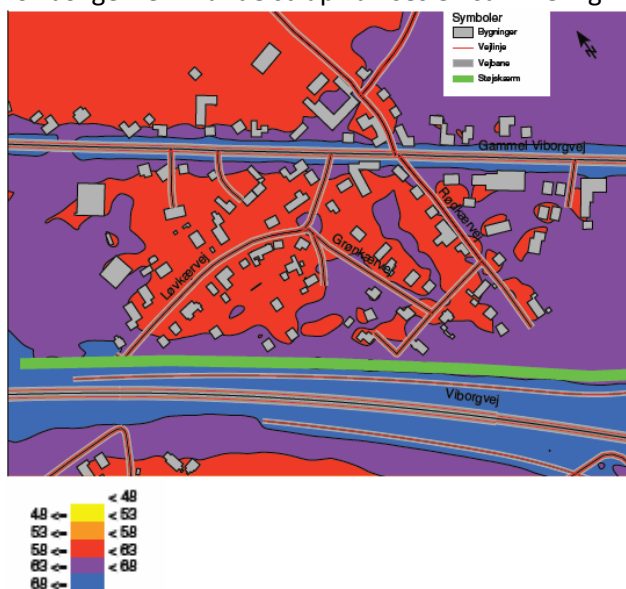 Symboler
Bygninger
Vejlinje
Vejbane
Støjskærm
N
Gammel Viborgvej
Røgkærvej
Løvkærvej
Grønkærvej
Viborgvej
< 48
48 <= < 53
53 <= < 58
58 <= < 63
63 <= < 68
68 <=